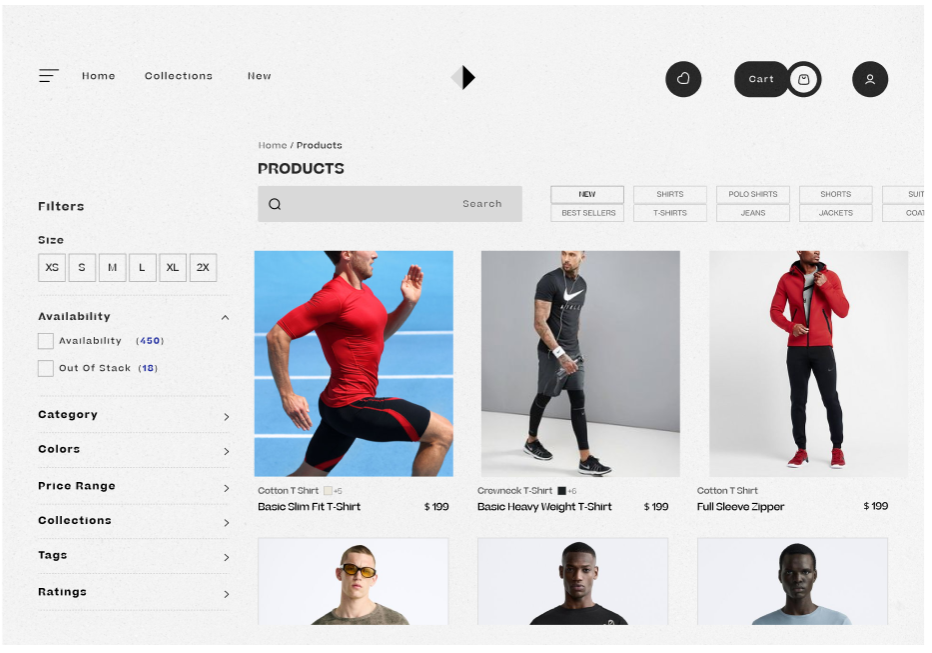 Home Collections New
Cart
Home / Products
PRODUCTS
Search
NEW SHIRTS POLO SHIRTS SHORTS SUIT
BEST SELLERS T-SHIRTS JEANS JACKETS COAT
Filters
Size
XS S M L XL 2X
Availability
Availability (450)
Out Of Stack (18)
Category
Colors
Price Range
Collections
Tags
Ratings
Cotton T Shirt +5
Basic Slim Fit T-Shirt $ 199
Crewneck T-Shirt +6
Basic Heavy Weight T-Shirt $ 199
Cotton T Shirt
Full Sleeve Zipper $ 199